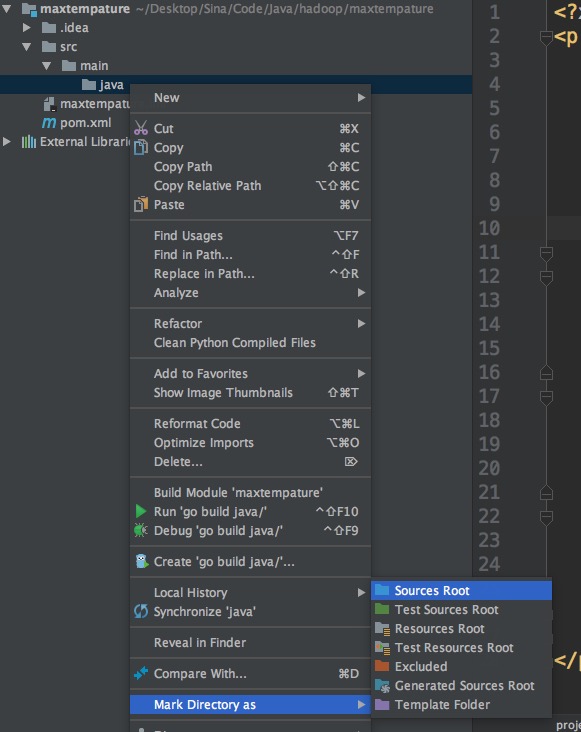 maxtempature ~/Desktop/Sina/Code/Java/hadoop/maxtempature
.idea
src
main
java
maxtempatu
pom.xml
External Librari
New
Cut ⌘X
Copy ⌘C
Copy Path ⇧⌘C
Copy Relative Path ⌥⇧⌘C
Paste ⌘V
Find Usages ⌥F7
Find in Path... ^⇧F
Replace in Path... ^⇧R
Analyze
Refactor
Clean Python Compiled Files
Add to Favorites
Show Image Thumbnails ⇧⌘T
Reformat Code ⌥⌘L
Optimize Imports ⌥⌘O
Delete... ⌦
Build Module 'maxtempature'
Run 'go build java/' ^⇧F10
Debug 'go build java/' ^⇧F9
Create 'go build java/'...
Local History
Synchronize 'java'
Reveal in Finder
Compare With... ⌘D
Mark Directory as
Sources Root
Test Sources Root
Resources Root
Test Resources Root
Excluded
Generated Sources Root
Template Folder
1 <?
2 <p
3
4
5
6
7
8
9
10
11
12
13
14
15
16
17
18
19
20
21
22
23
24
</
proje